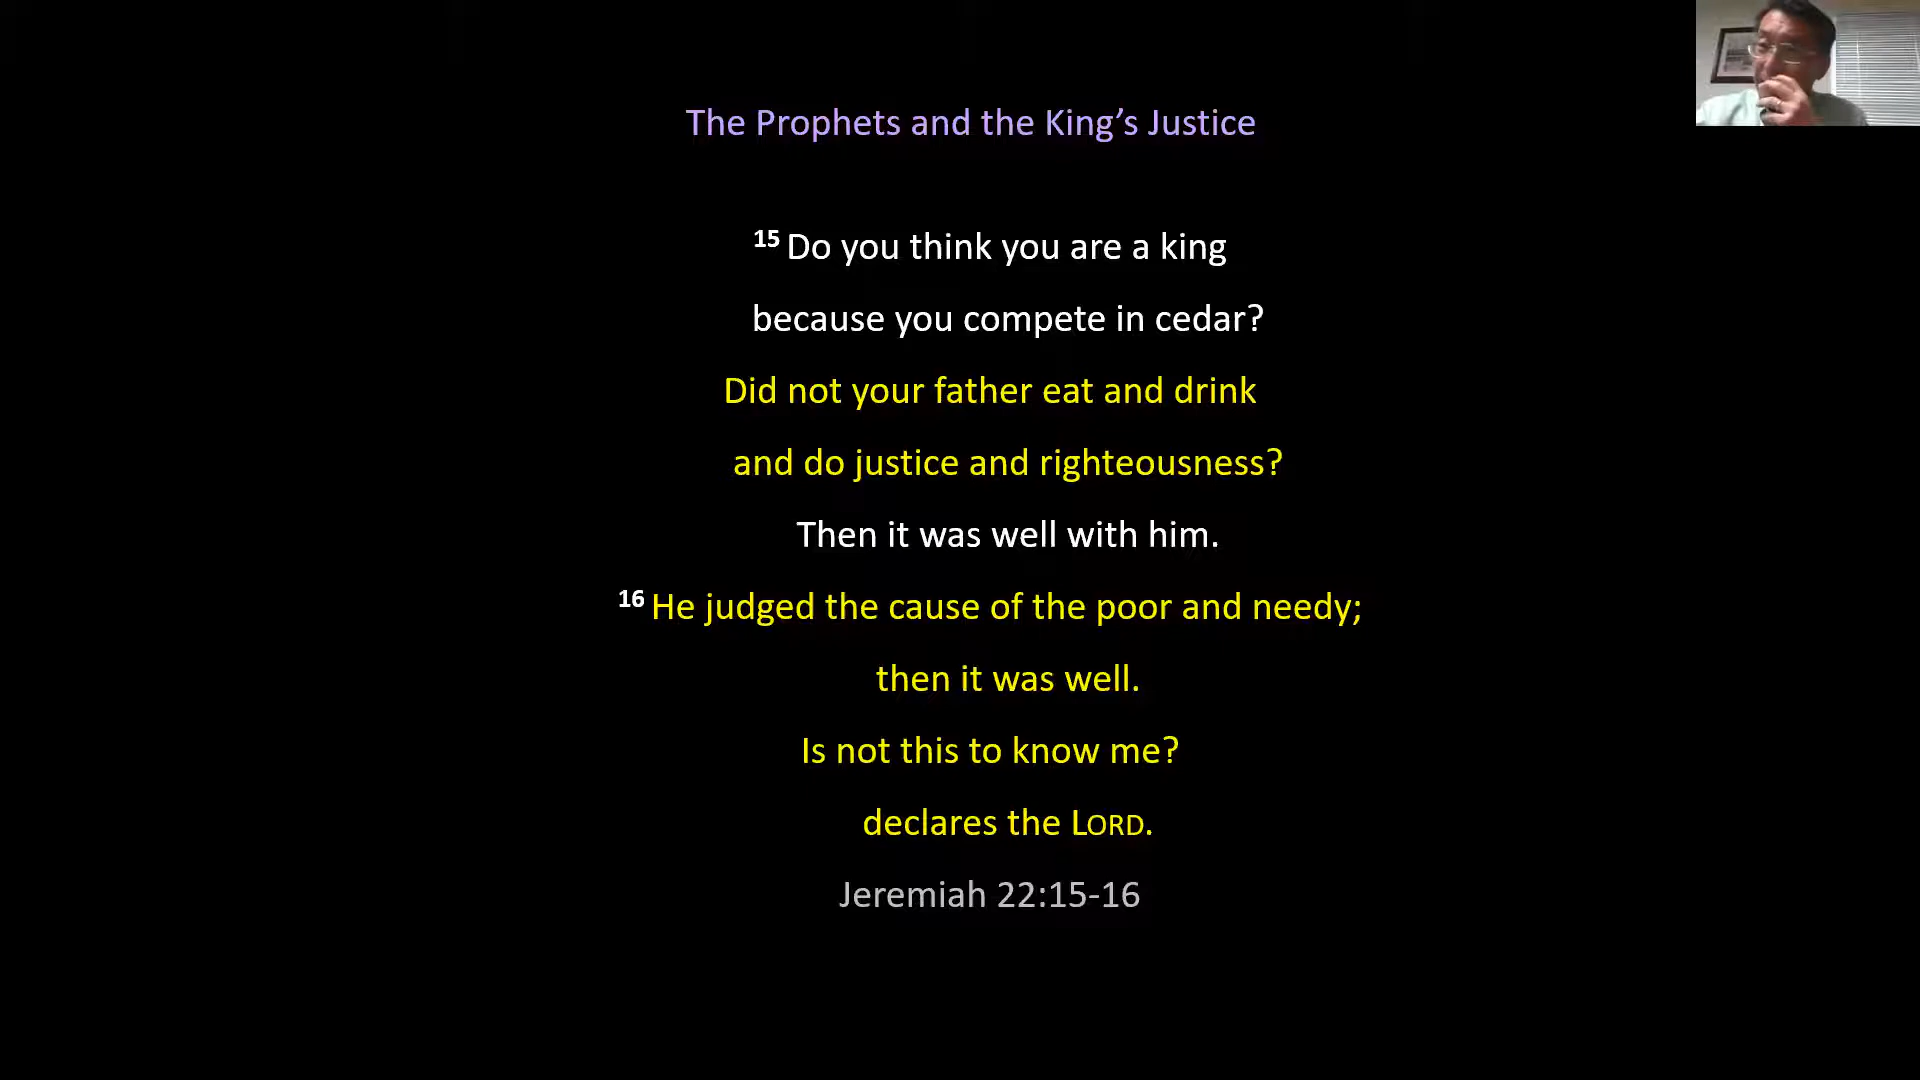 The Prophets and the King’s Justice
15 Do you think you are a king
because you compete in cedar?
Did not your father eat and drink
and do justice and righteousness?
Then it was well with him.
16 He judged the cause of the poor and needy;
then it was well.
Is not this to know me?
declares the LORD.
Jeremiah 22:15-16